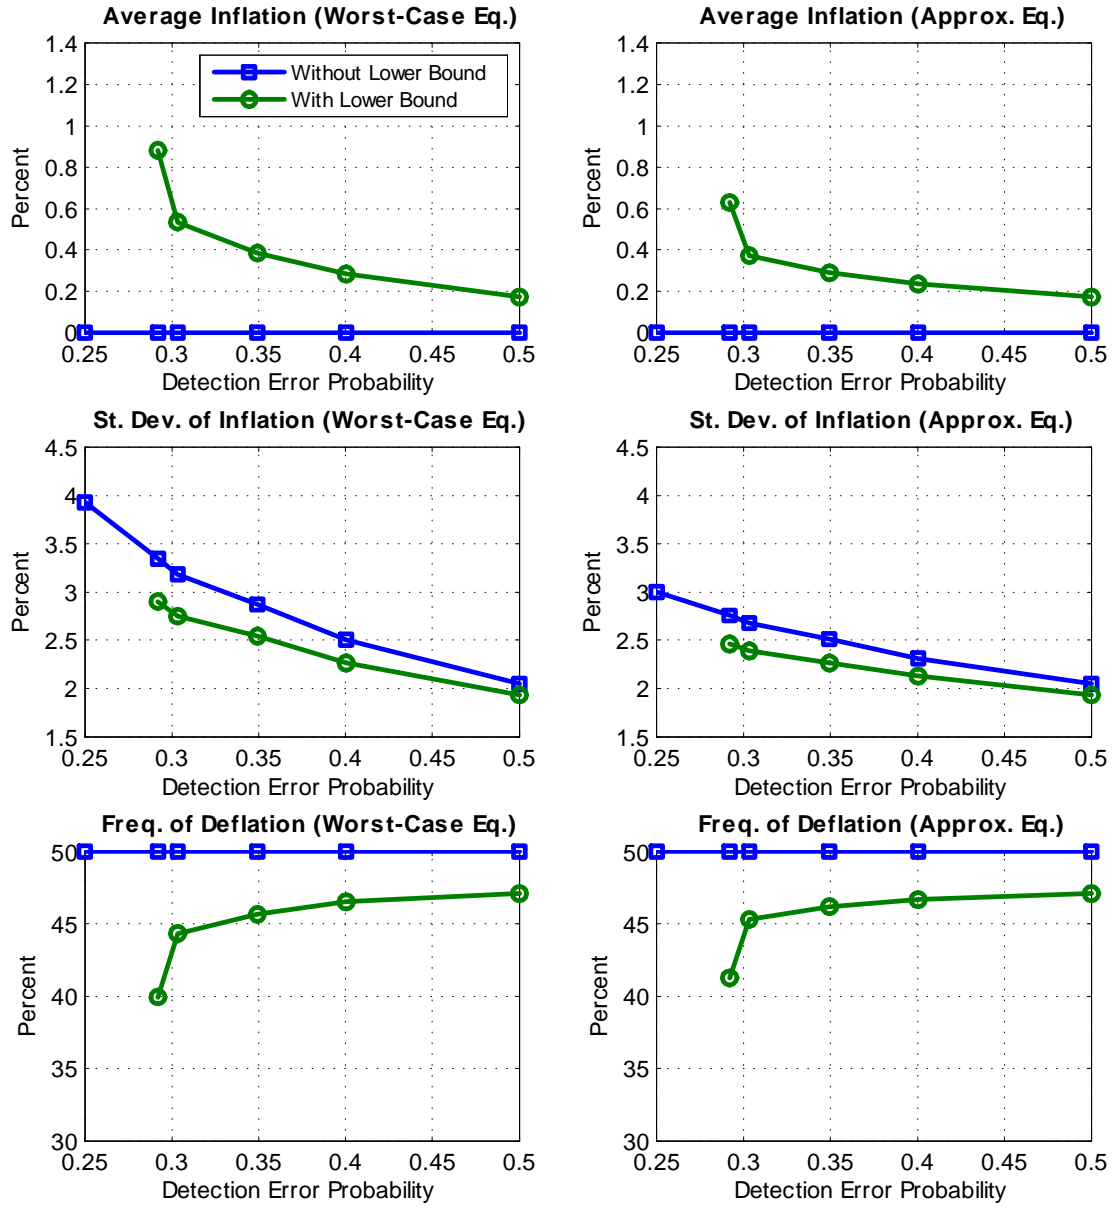 Average Inflation (Worst-Case Eq.)
1.4
1.2
1
0.8
0.6
0.4
0.2
0
Percent
Without Lower Bound
With Lower Bound
0.25 0.3 0.35 0.4 0.45 0.5
Detection Error Probability
Average Inflation (Approx. Eq.)
1.4
1.2
1
0.8
0.6
0.4
0.2
0
Percent
0.25 0.3 0.35 0.4 0.45 0.5
Detection Error Probability
St. Dev. of Inflation (Worst-Case Eq.)
4.5
4
3.5
3
2.5
2
1.5
Percent
0.25 0.3 0.35 0.4 0.45 0.5
Detection Error Probability
St. Dev. of Inflation (Approx. Eq.)
4.5
4
3.5
3
2.5
2
1.5
Percent
0.25 0.3 0.35 0.4 0.45 0.5
Detection Error Probability
Freq. of Deflation (Worst-Case Eq.)
50
45
40
35
30
Percent
0.25 0.3 0.35 0.4 0.45 0.5
Detection Error Probability
Freq. of Deflation (Approx. Eq.)
50
45
40
35
30
Percent
0.25 0.3 0.35 0.4 0.45 0.5
Detection Error Probability